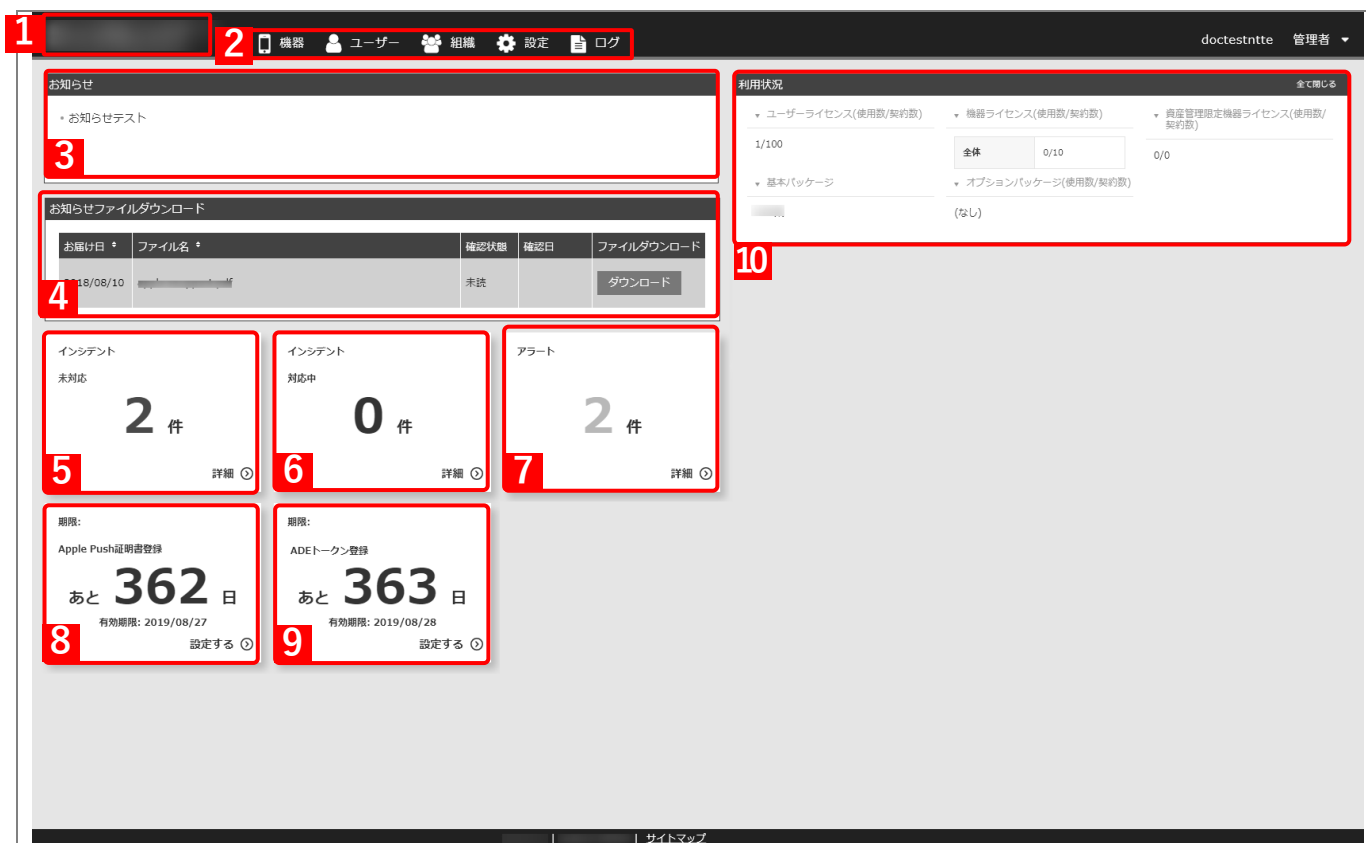 1
2
機器 ユーザー 組織 設定 ログ
doctestntte 管理者
お知らせ
お知らせテスト
3
お知らせファイルダウンロード
お届け日 ファイル名 確認状態 確認日 ファイルダウンロード
2018/08/10 未読 ダウンロード
4
インシデント
未対応
2 件
詳細
5
インシデント
対応中
0 件
詳細
6
アラート
2 件
詳細
7
期限:
Apple Push証明書登録
あと 362 日
有効期限: 2019/08/27
設定する
8
期限:
ADEトークン登録
あと 363 日
有効期限: 2019/08/28
設定する
9
利用状況 全て閉じる
ユーザーライセンス(使用数/契約数)
1/100
機器ライセンス(使用数/契約数)
全体 0/10
資産管理限定機器ライセンス(使用数/
契約数)
0/0
基本パッケージ
オプションパッケージ(使用数/契約数)
(なし)
10
| | サイトマップ